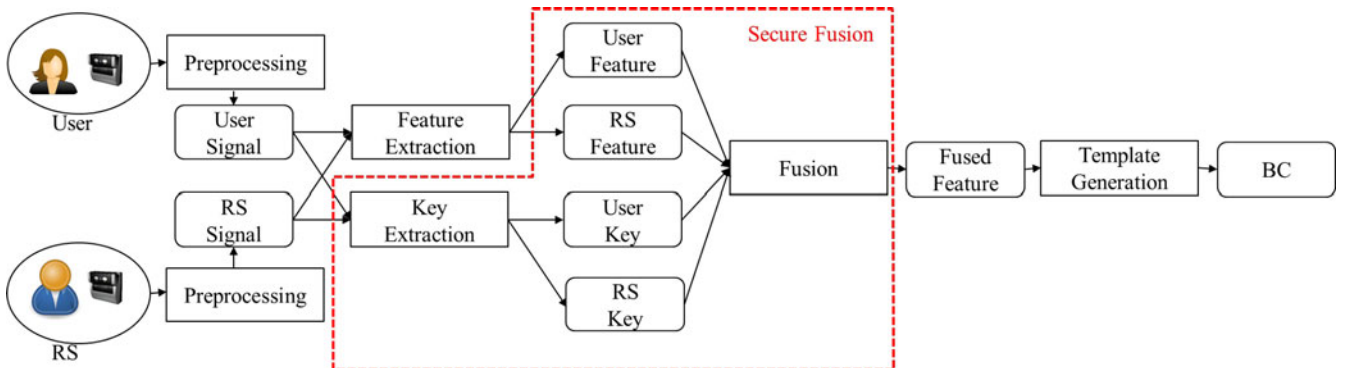 Secure Fusion
User
Preprocessing
User
Signal
Feature
Extraction
User
Feature
RS
Feature
Fusion
Fused
Feature
Template
Generation
BC
RS
Signal
Key
Extraction
User
Key
RS
Key
Preprocessing
RS